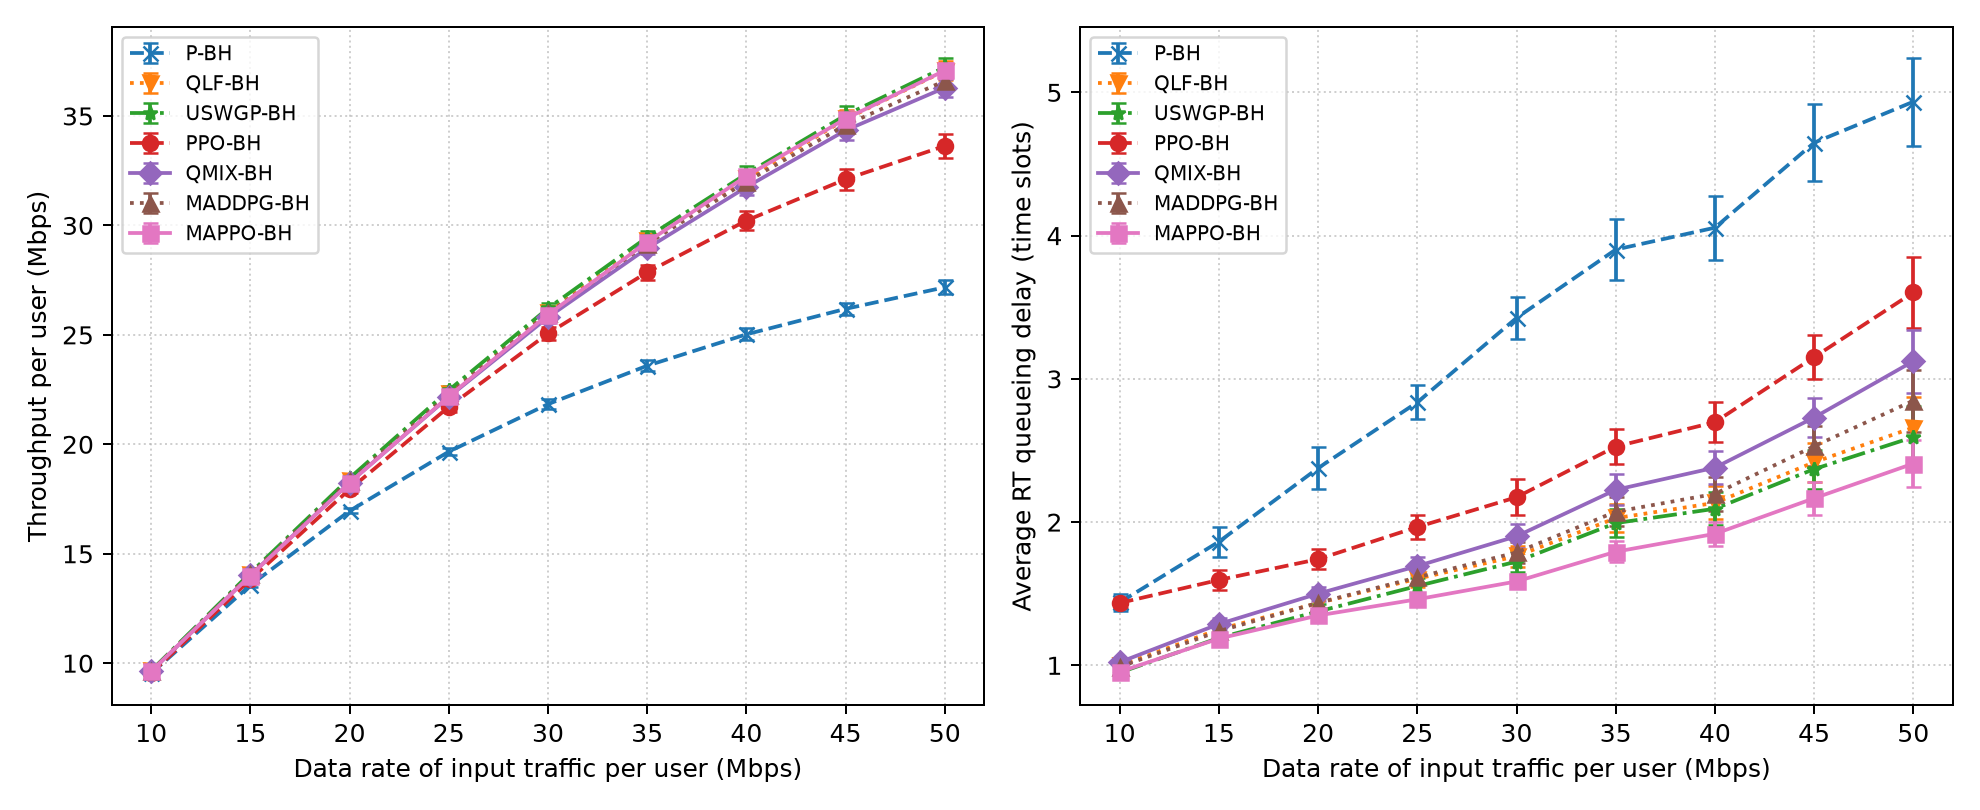 P-BH
QLF-BH
USWGP-BH
PPO-BH
QMIX-BH
MADDPG-BH
MAPPO-BH
Throughput per user (Mbps)
35
30
25
20
15
10
10 15 20 25 30 35 40 45 50
Data rate of input traffic per user (Mbps)
P-BH
QLF-BH
USWGP-BH
PPO-BH
QMIX-BH
MADDPG-BH
MAPPO-BH
Average RT queueing delay (time slots)
5
4
3
2
1
10 15 20 25 30 35 40 45 50
Data rate of input traffic per user (Mbps)